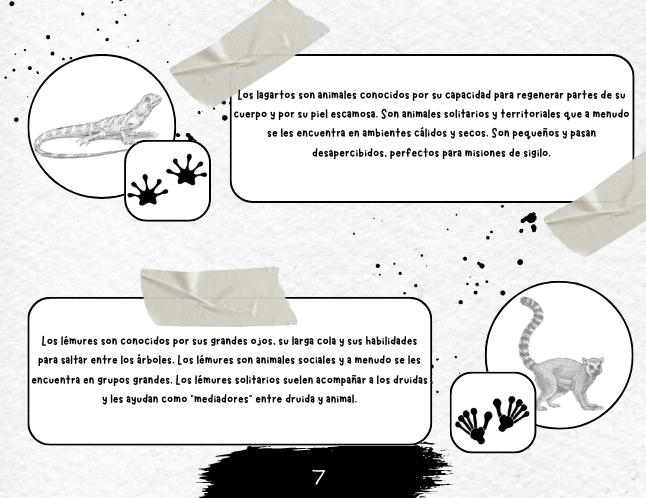 Los lagartos son animales conocidos por su capacidad para regenerar partes de su
cuerpo y por su piel escamosa. Son animales solitarios y territoriales que a menudo
se les encuentra en ambientes cálidos y secos. Son pequeños y pasan
desapercibidos, perfectos para misiones de sigilo.
Los lémures son conocidos por sus grandes ojos, su larga cola y sus habilidades
para saltar entre los árboles. Los lémures son animales sociales y a menudo se les
encuentra en grupos grandes. Los lémures solitarios suelen acompañar a los druidas
y les ayudan como "mediadores" entre druida y animal.
7